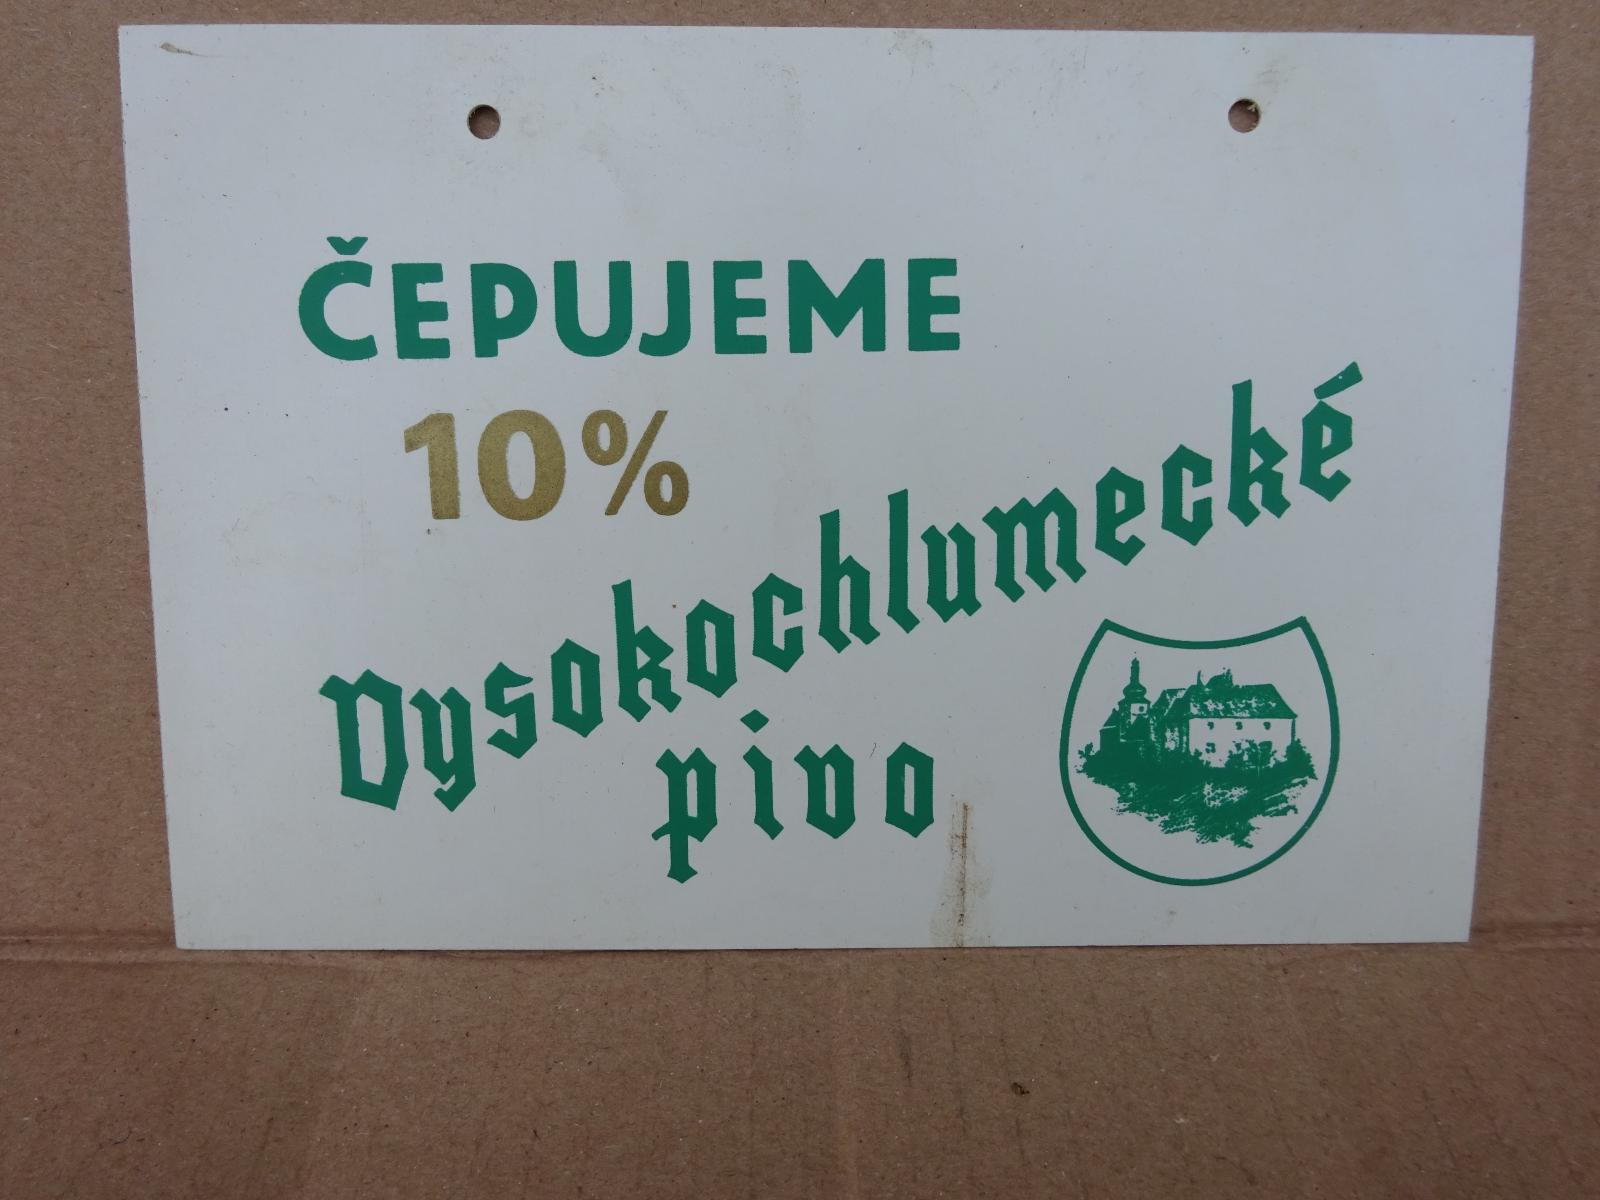 ČEPUJEME
10%
Vysokochlumecké
pivo